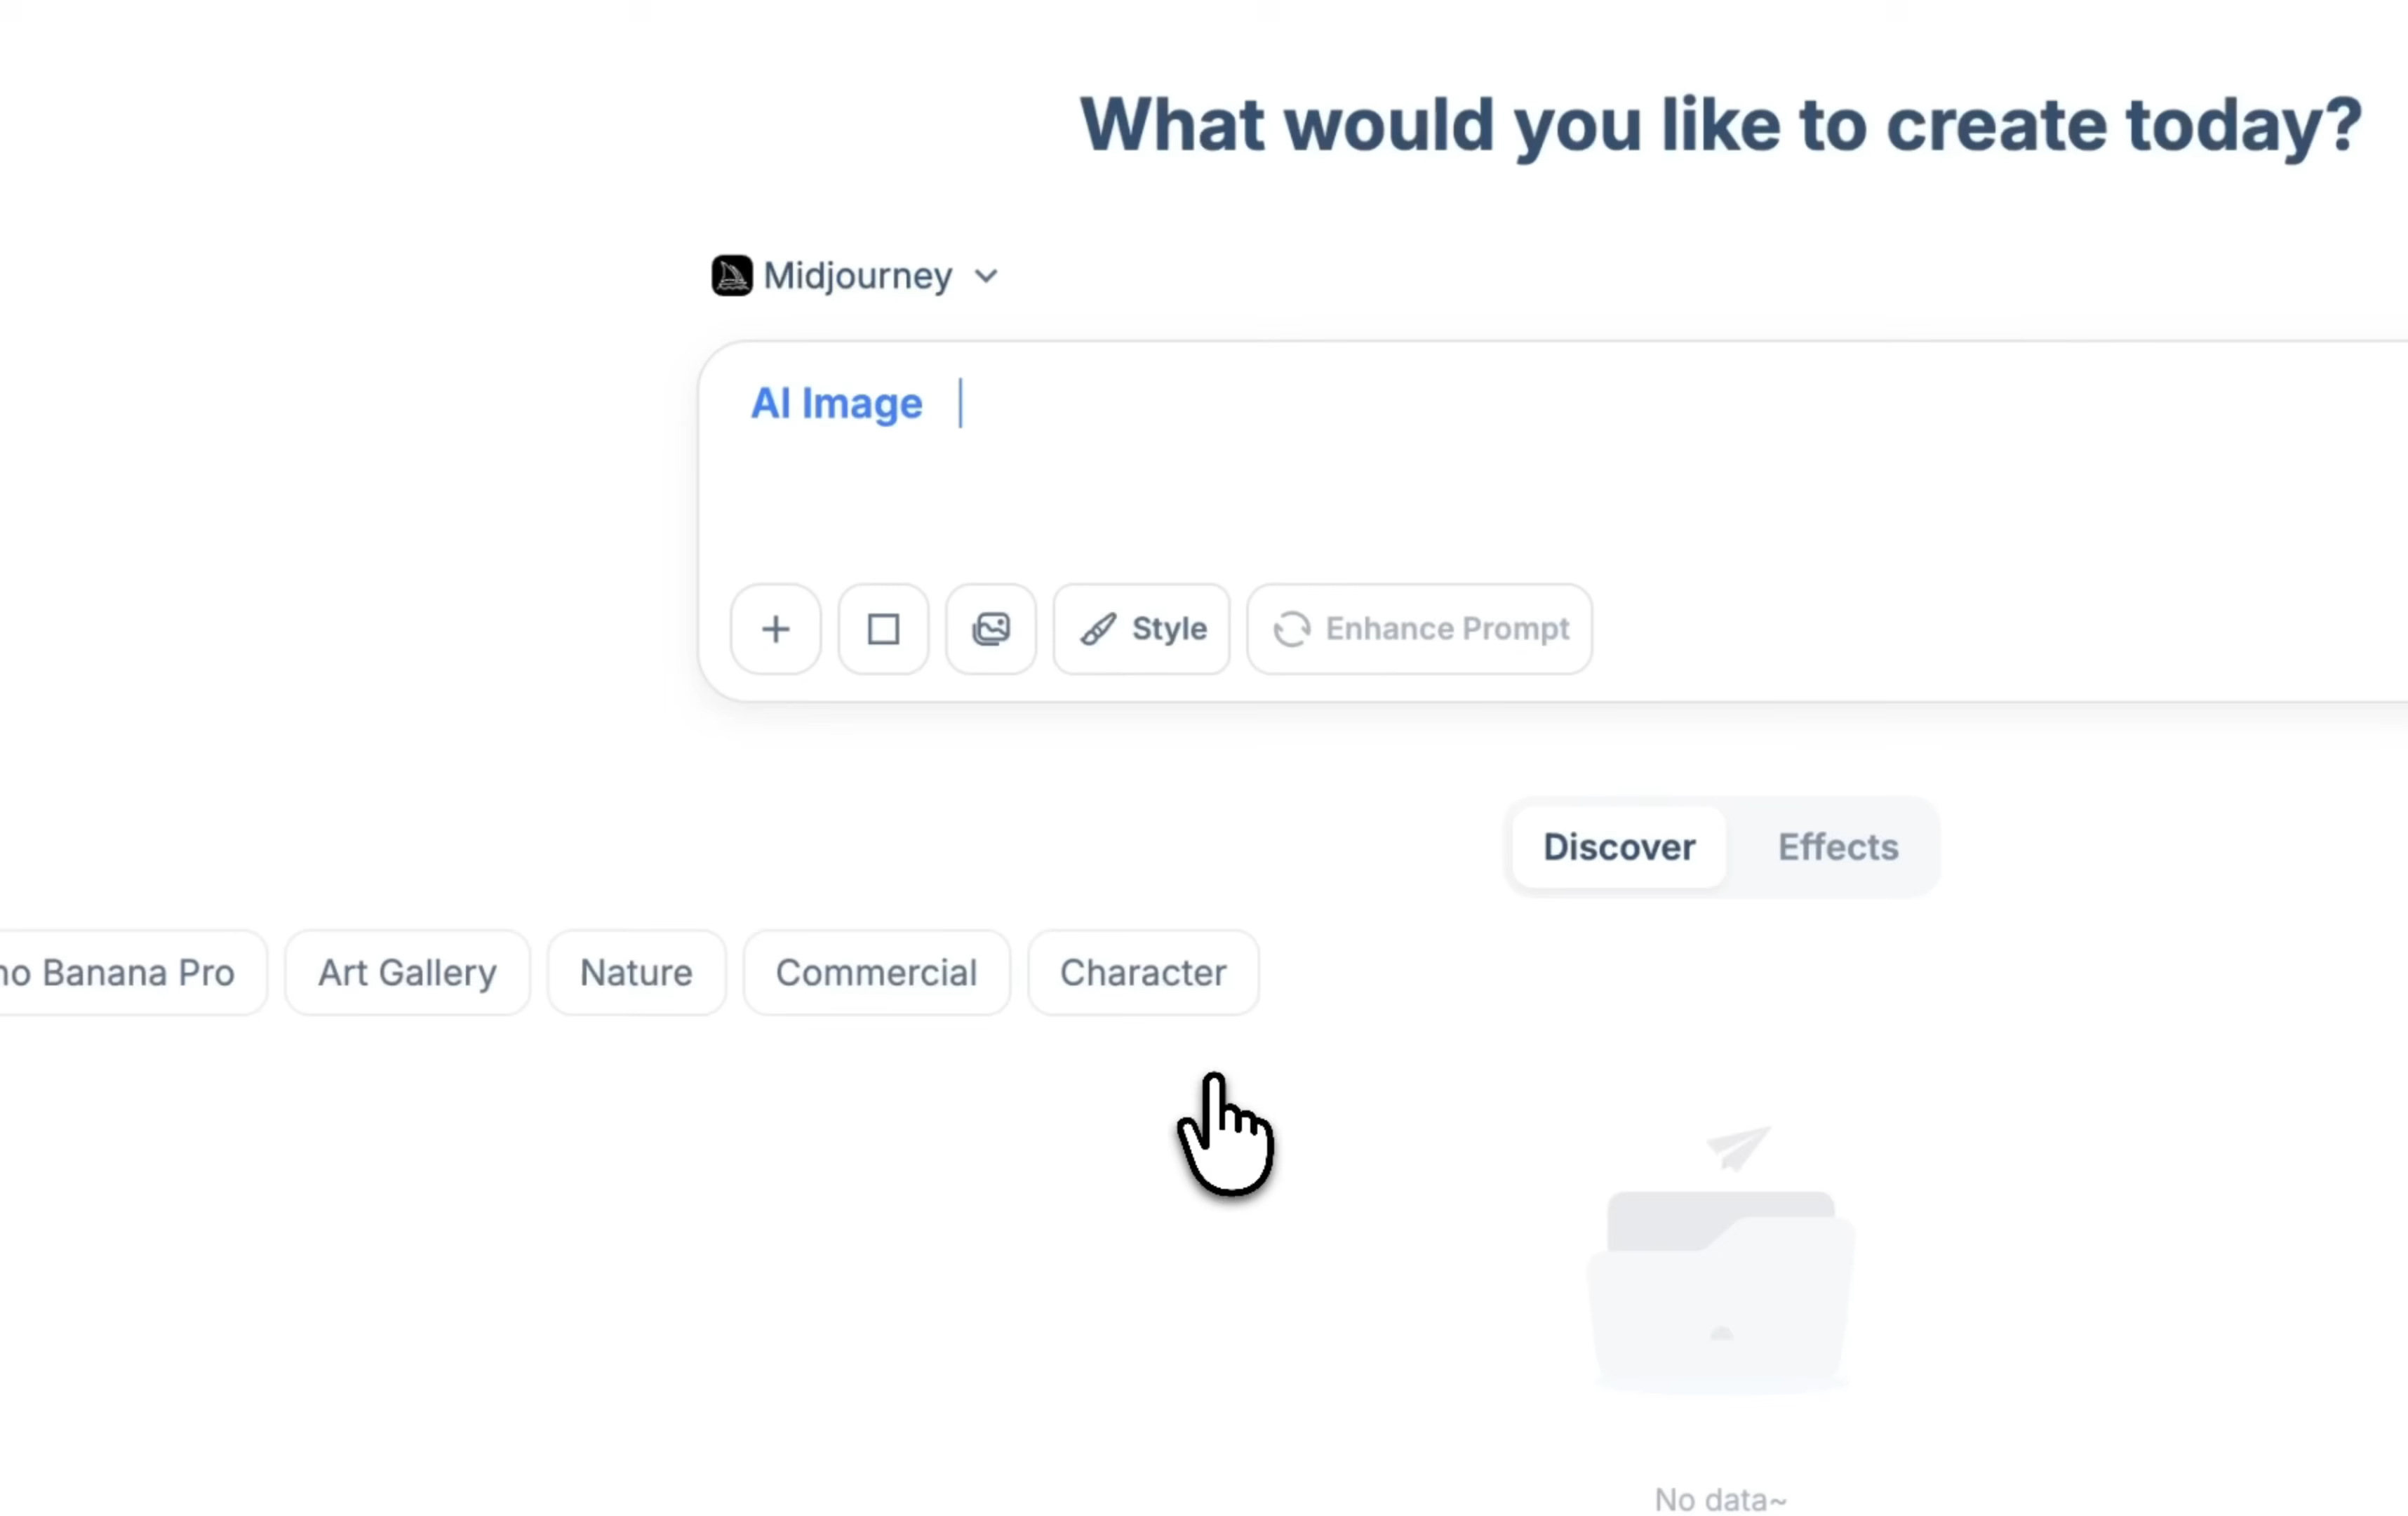 What would you like to create today?
Midjourney
AI Image
Style
Enhance Prompt
Discover
Effects
Banana Pro
Art Gallery
Nature
Commercial
Character
No data~